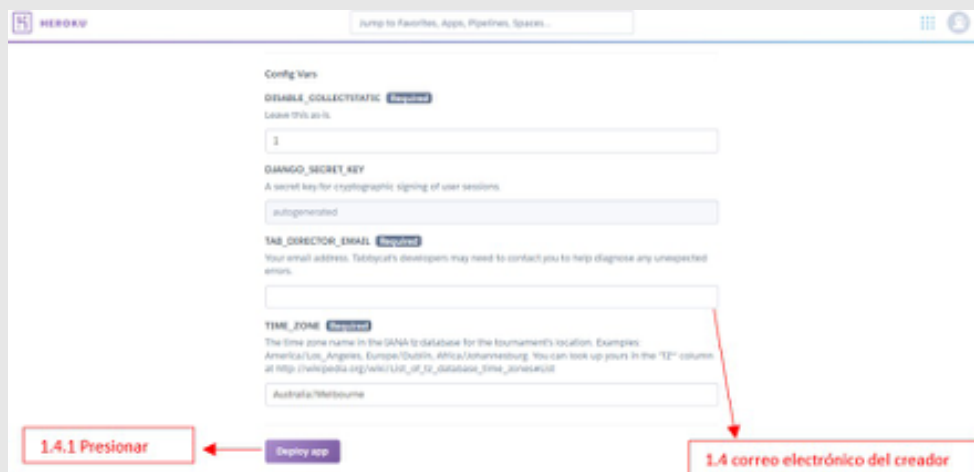 HEROKU
Jump to Favorites, Apps, Pipelines, Spaces...
Config Vars
DISABLE_COLLECTSTATIC Required
Leave this as is.
1
DJANGO_SECRET_KEY
A secret key for cryptographic signing of user sessions.
autogenerated
TAB_DIRECTOR_EMAIL Required
Your email address. Tabbycat's developers may need to contact you to help diagnose any unexpected
errors.
TIME_ZONE Required
The time zone name in the IANA tz database for the tournament's location. Examples:
America/Los_Angeles, Europe/Dublin, Africa/Johannesburg. You can look up yours in the "TZ" column
at http://wikipedia.org/wiki/List_of_tz_database_time_zones#List
Australia/Melbourne
1.4.1 Presionar
Deploy app
1.4 correo electrónico del creador